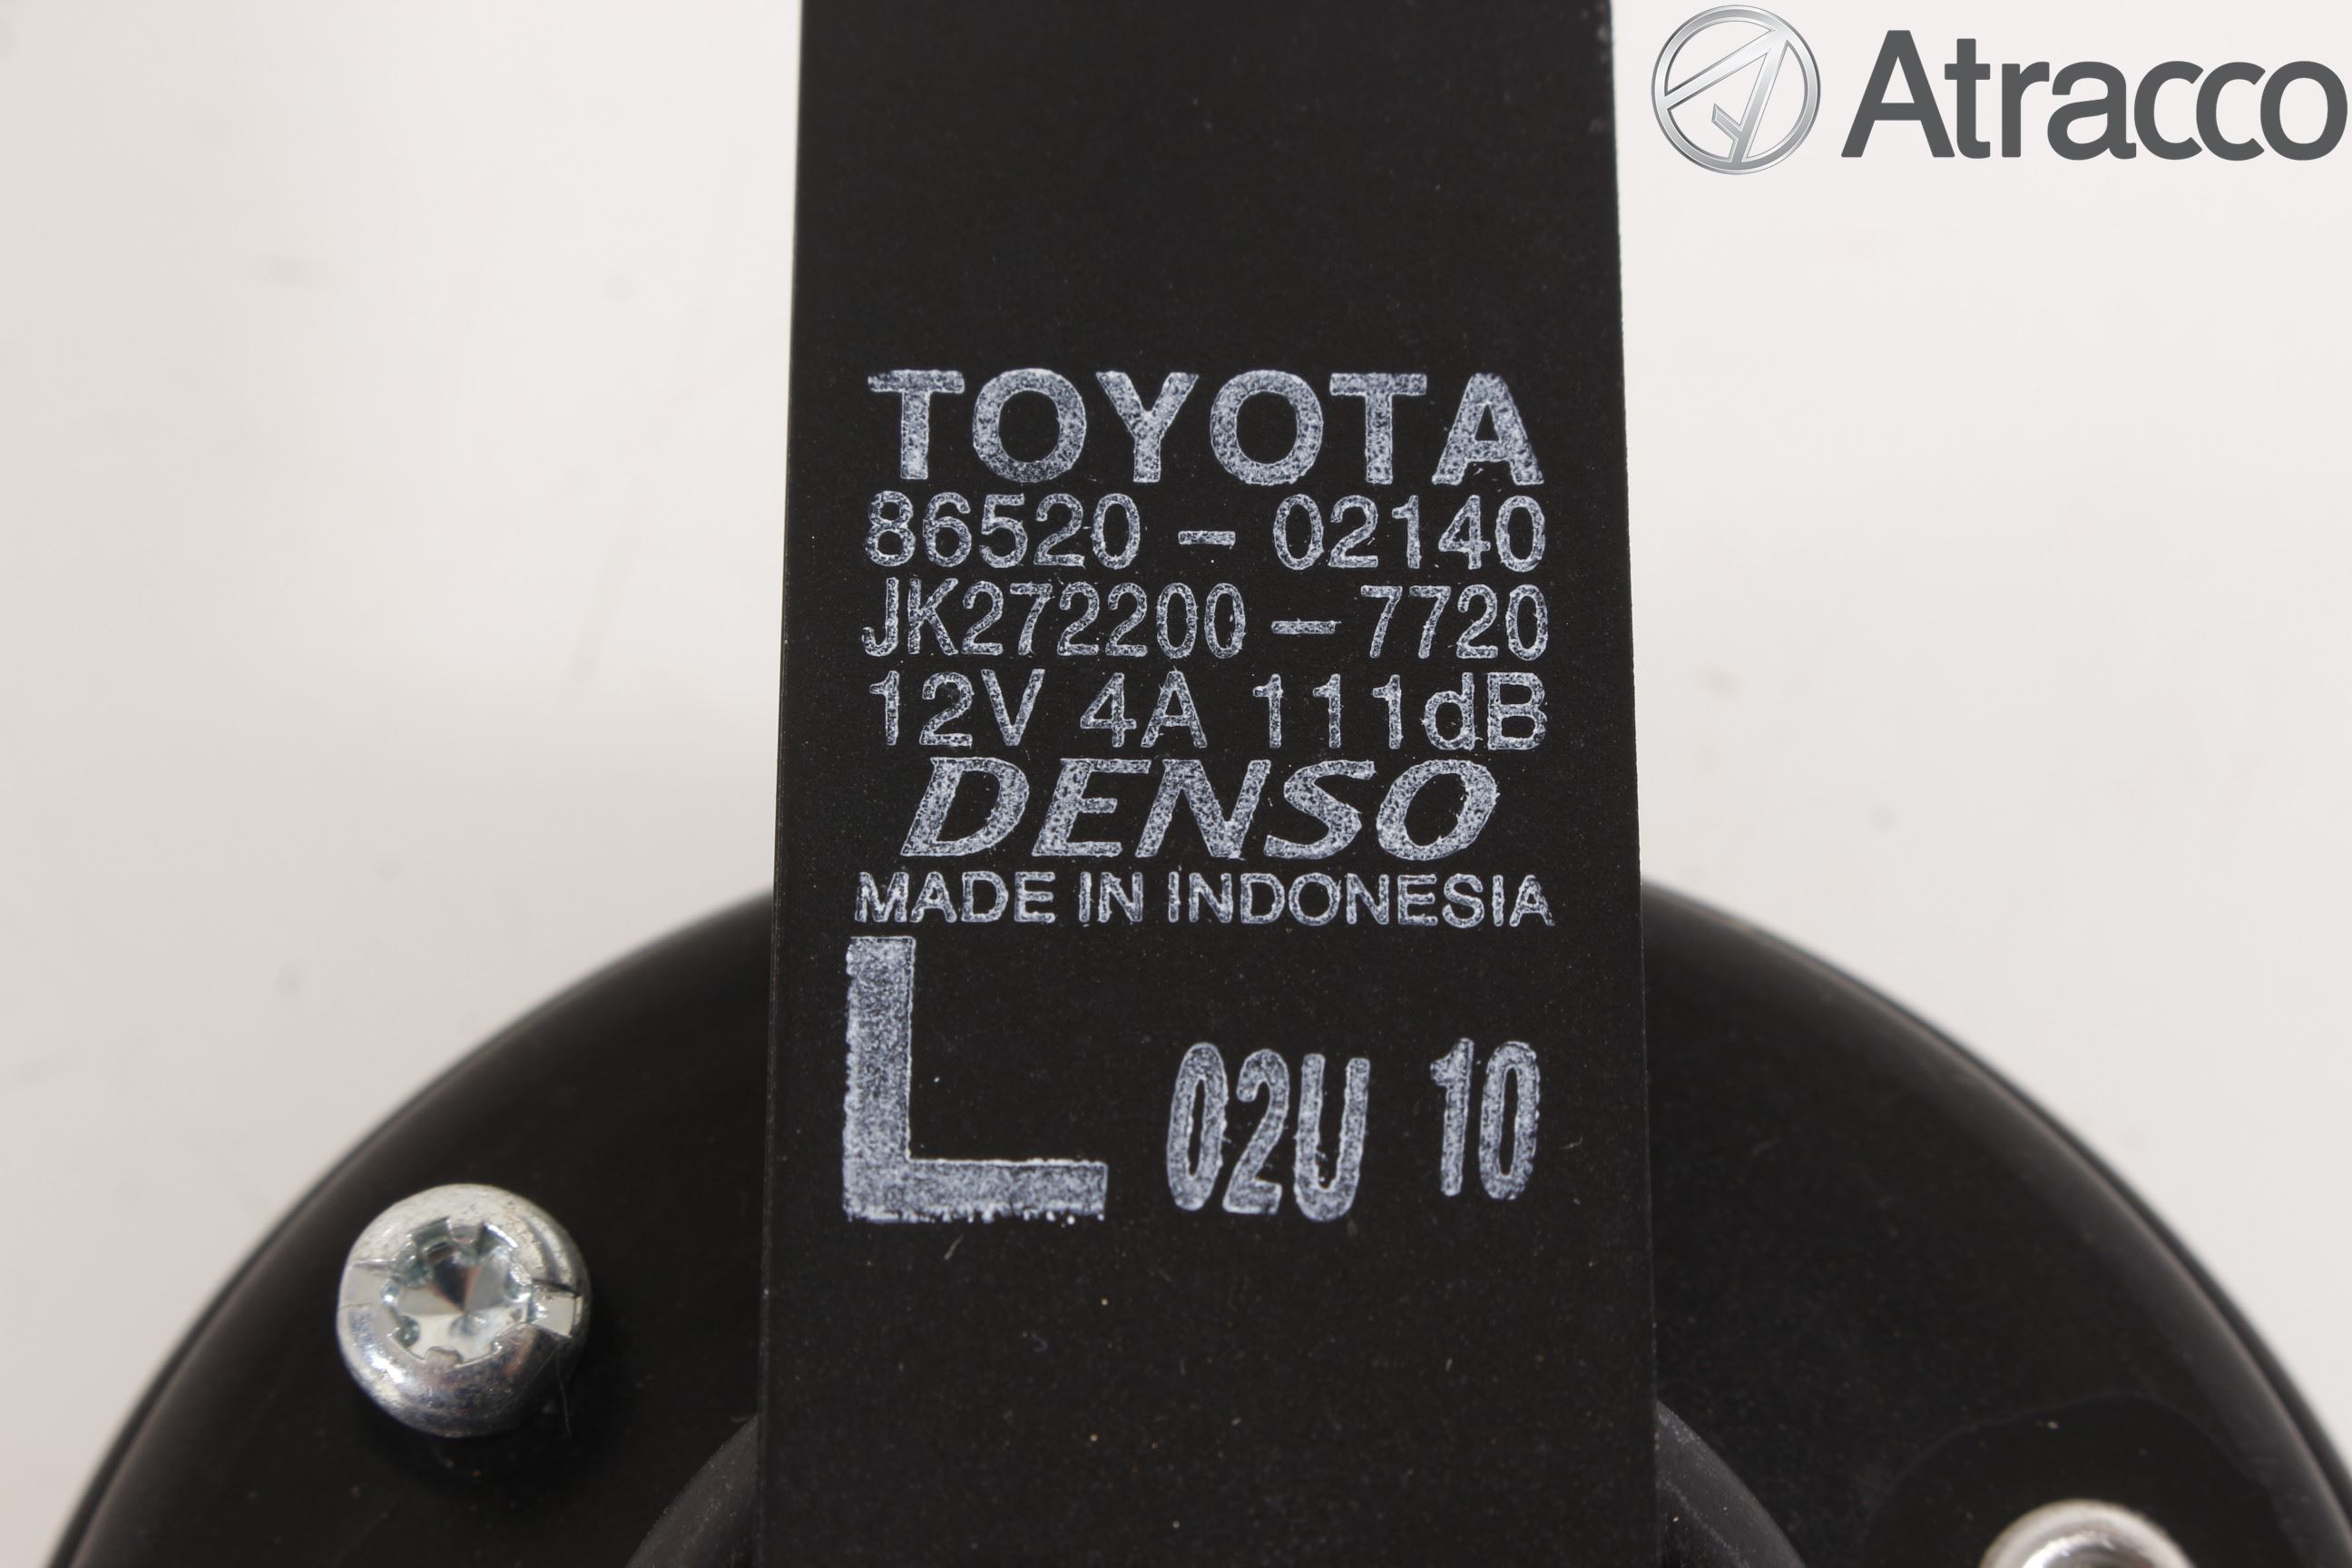 Atracco
TOYOTA
86520-02140
JK272200-7720
12V 4A 111dB
DENSO
MADE IN INDONESIA
L 02U 10